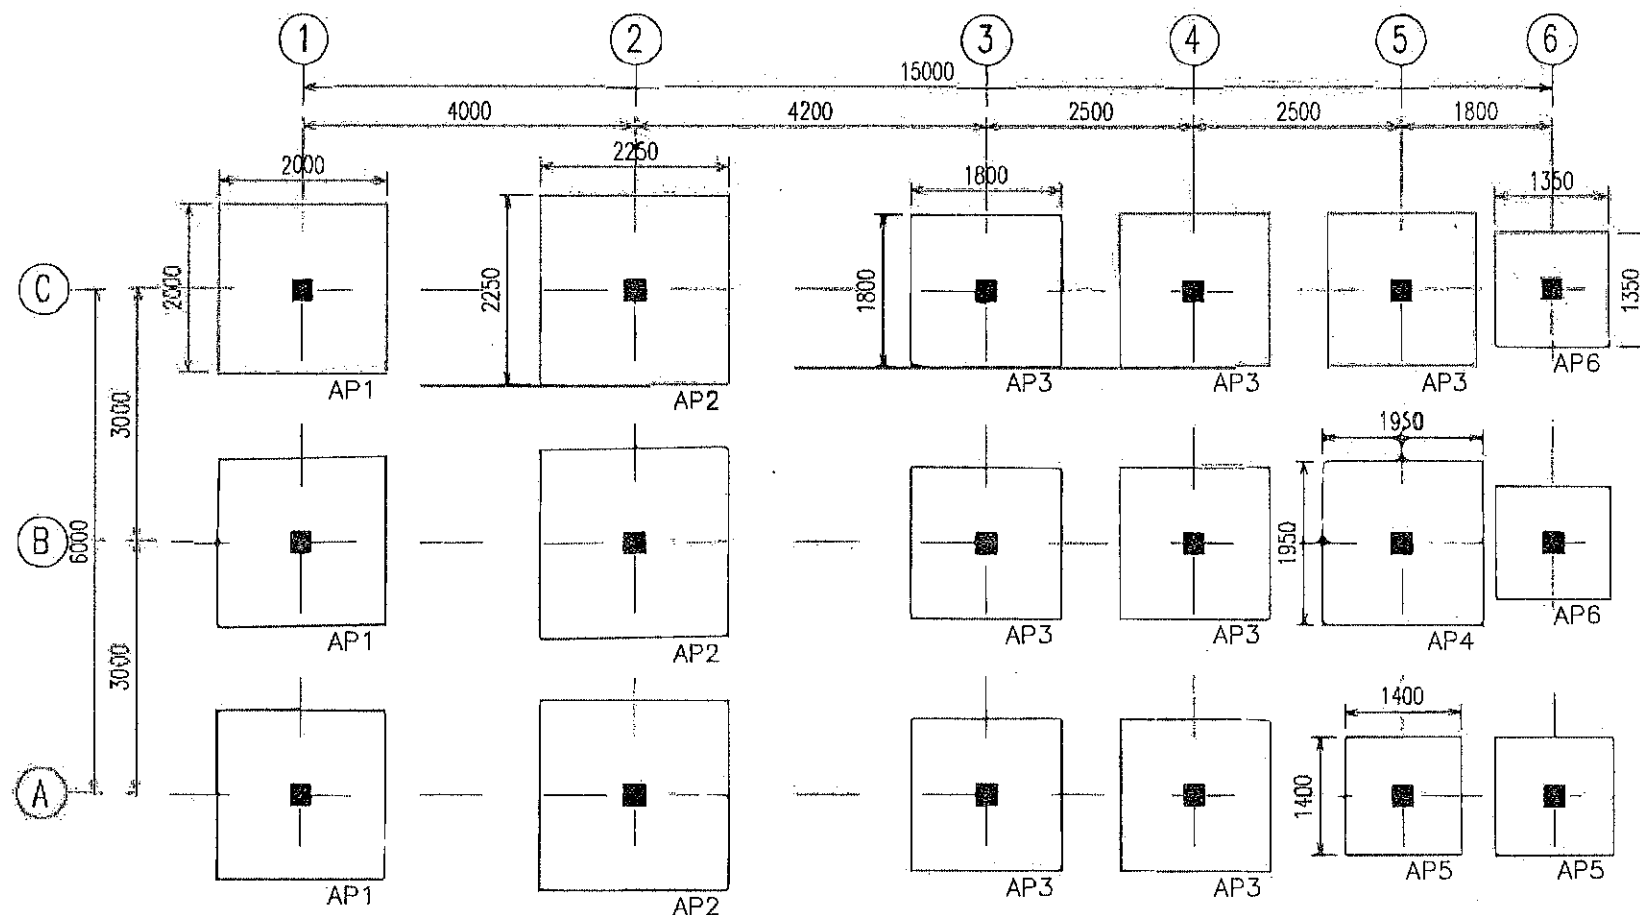 1 2 3 4 5 6
15000
4000 4200 2500 2500 1800
2000 2250 1800 1350
C 2000 2250 1800 1350
AP1 AP2 AP3 AP3 AP3 AP6
3000
1950
B 6000 1950
AP1 AP2 AP3 AP3 AP4 AP6
3000
1400
A 1400
AP1 AP2 AP3 AP3 AP5 AP5